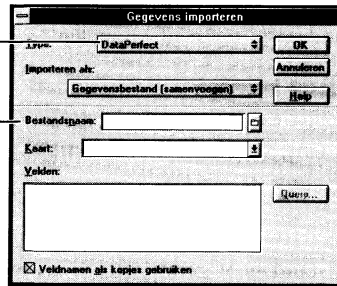 Gegevens importeren
Type: DataPerfect OK
Importeren als: Annuleren
Gegevensbestand (samenvoegen) Help
Bestandsnaam:
Kaart:
Velden:
Query...
Veldnamen als kopjes gebruiken